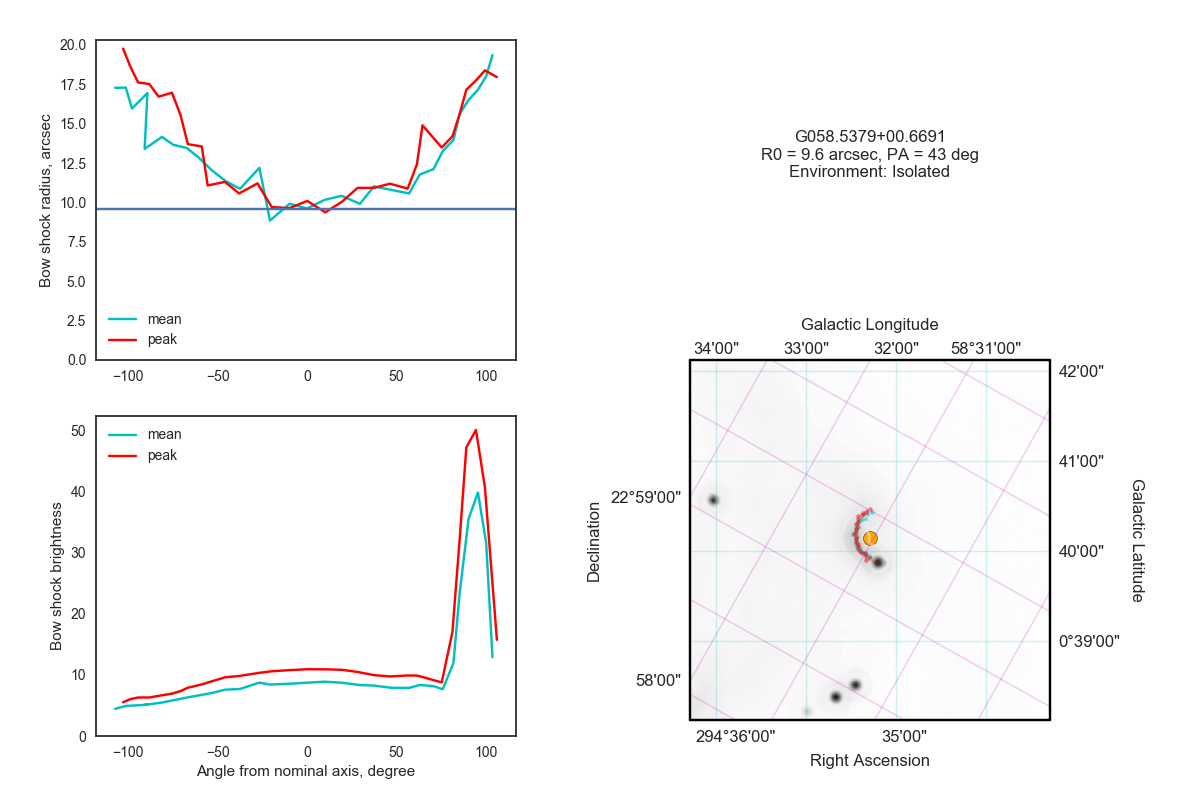 20.0
17.5
15.0
12.5
10.0
7.5
5.0
2.5
0.0
Bow shock radius, arcsec
mean
peak
−100
−50
0
50
100
G058.5379+00.6691
R0 = 9.6 arcsec, PA = 43 deg
Environment: Isolated
50
40
30
20
10
0
Bow shock brightness
mean
peak
−100
−50
0
50
100
Angle from nominal axis, degree
Galactic Longitude
34'00"
33'00"
32'00"
58°31'00"
42'00"
41'00"
40'00"
0°39'00"
Galactic Latitude
22°59'00"
58'00"
Declination
294°36'00"
35'00"
Right Ascension